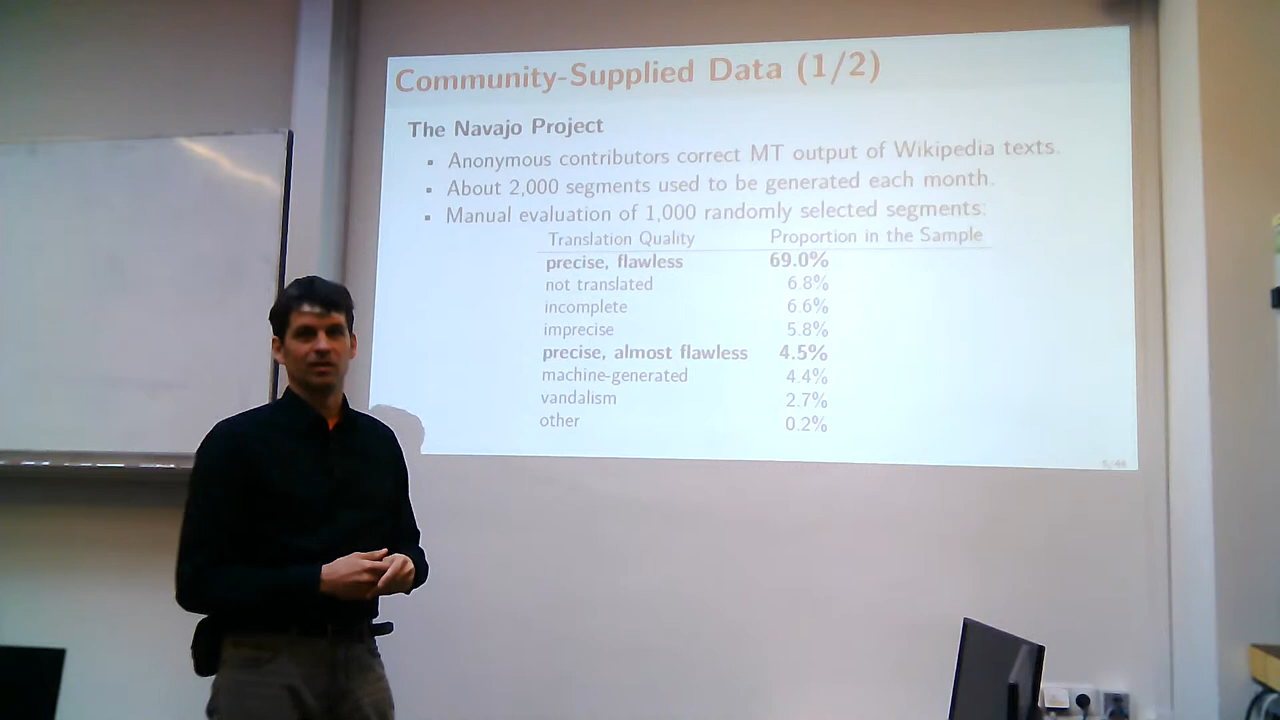 Community-Supplied Data (1/2)
The Navajo Project
Anonymous contributors correct MT output of Wikipedia texts.
About 2,000 segments used to be generated each month.
Manual evaluation of 1,000 randomly selected segments:
Translation Quality Proportion in the Sample
precise, flawless 69.0%
not translated 6.8%
incomplete 6.6%
imprecise 5.8%
precise, almost flawless 4.5%
machine-generated 4.4%
vandalism 2.7%
other 0.2%